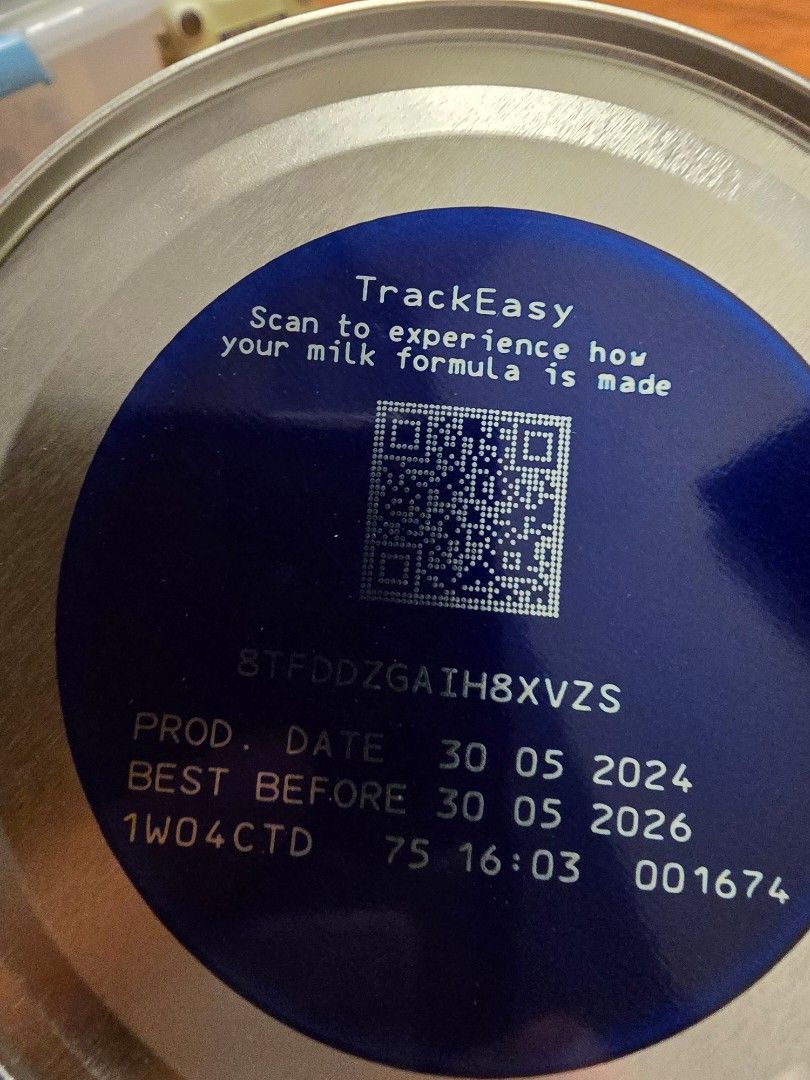 TrackEasy
Scan to experience how
your milk formula is made
8TFDDZGAIH8XVZS
PROD. DATE 30 05 2024
BEST BEFORE 30 05 2026
1W04CTD 75 16:03 001674